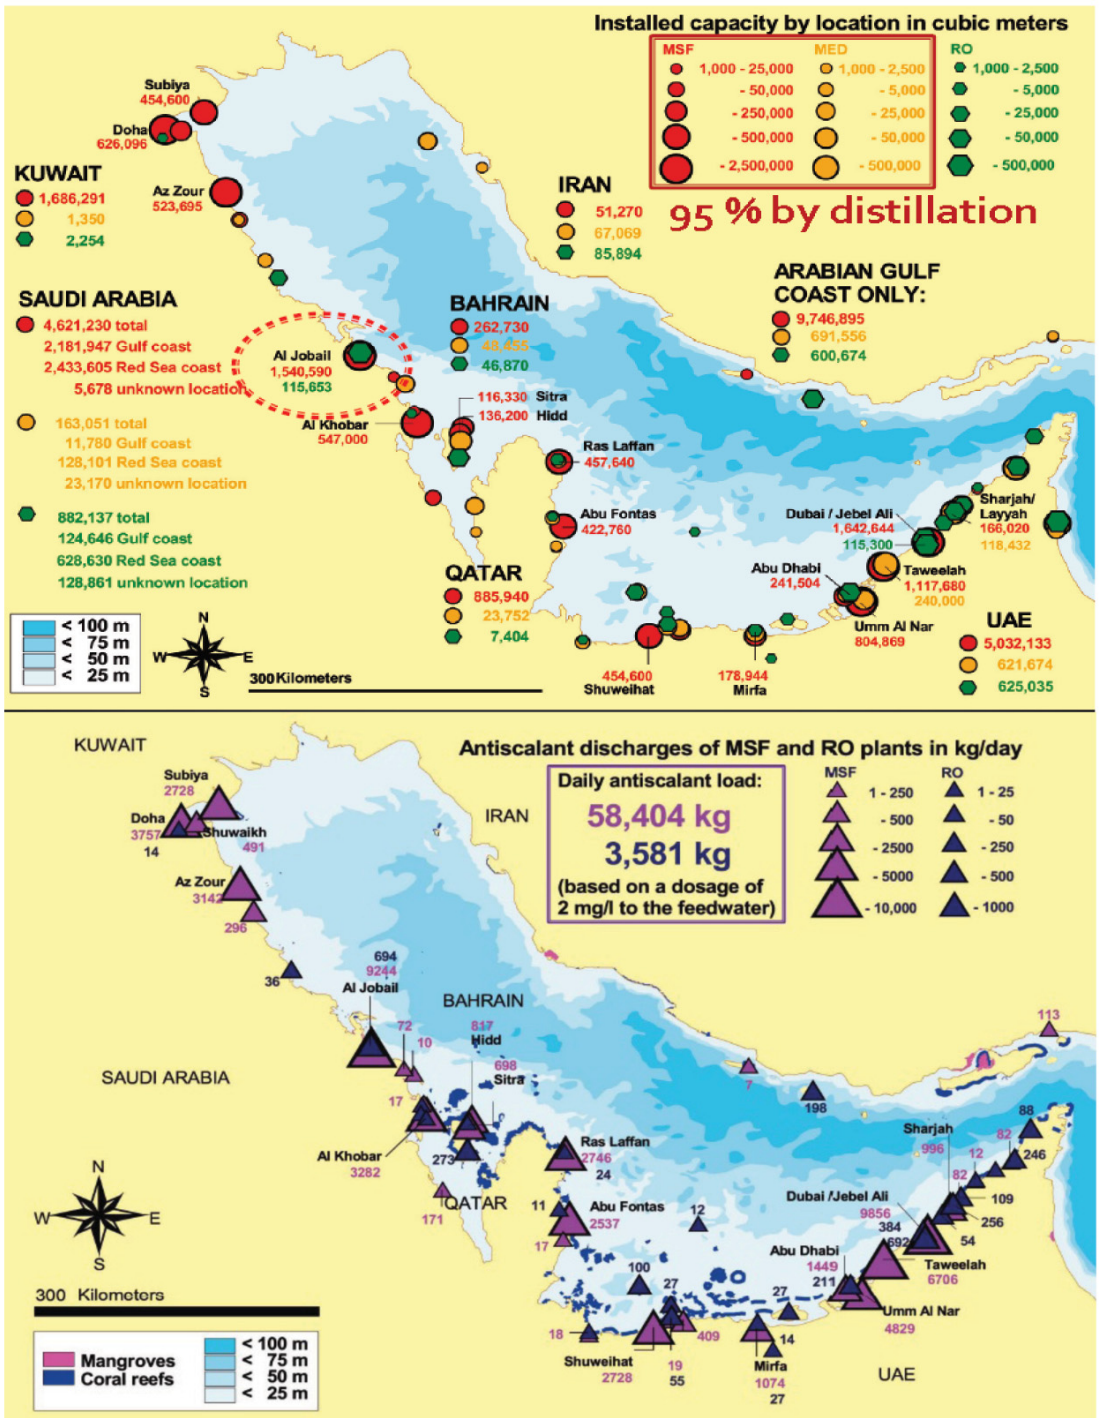 Installed capacity by location in cubic meters
MSF
MED
RO
1,000 - 25,000
1,000 - 2,500
1,000 - 2,500
- 50,000
- 5,000
- 5,000
- 250,000
- 25,000
- 25,000
- 500,000
- 50,000
- 50,000
- 2,500,000
- 500,000
- 500,000
95 % by distillation
Subiya
454,600
Doha
626,096
KUWAIT
1,686,291
1,350
2,254
Az Zour
523,695
IRAN
51,270
67,069
85,894
ARABIAN GULF
COAST ONLY:
9,746,895
691,556
600,674
SAUDI ARABIA
4,621,230 total
2,181,947 Gulf coast
2,433,605 Red Sea coast
5,678 unknown location
163,051 total
11,780 Gulf coast
128,101 Red Sea coast
23,170 unknown location
882,137 total
124,646 Gulf coast
628,630 Red Sea coast
128,861 unknown location
BAHRAIN
262,730
48,455
46,870
Al Jobail
1,540,590
115,653
116,330 Sitra
136,200 Hidd
Al Khobar
547,000
Ras Laffan
457,640
Abu Fontas
422,760
QATAR
885,940
23,752
7,404
Dubai / Jebel Ali
1,642,644
115,300
Sharjah/
Layyah
166,020
118,432
Abu Dhabi
241,504
Taweelah
1,117,680
240,000
Umm Al Nar
804,869
UAE
5,032,133
621,674
625,035
454,600
Shuweihat
178,944
Mirfa
< 100 m
< 75 m
< 50 m
< 25 m
N
W
E
S
300 Kilometers
Antiscalant discharges of MSF and RO plants in kg/day
Daily antiscalant load:
58,404 kg
3,581 kg
(based on a dosage of
2 mg/l to the feedwater)
MSF
RO
1 - 250
1 - 25
- 500
- 50
- 2500
- 250
- 5000
- 500
- 10,000
- 1000
KUWAIT
Subiya
2728
Doha
3757
14
Shuwaikh
491
IRAN
Az Zour
3142
296
36
694
9244
Al Jobail
BAHRAIN
72
10
817
Hidd
698
Sitra
SAUDI ARABIA
17
Al Khobar
3282
273
QATAR
171
Ras Laffan
2746
24
11
Abu Fontas
2537
17
12
7
198
113
88
Sharjah
996
82
246
12
82
109
256
54
Dubai /Jebel Ali
9856
384
692
Abu Dhabi
1449
211
Taweelah
6706
Umm Al Nar
4829
100
27
27
18
409
14
Shuweihat
2728
19
55
Mirfa
1074
27
UAE
N
W
E
S
300 Kilometers
Mangroves
Coral reefs
< 100 m
< 75 m
< 50 m
< 25 m